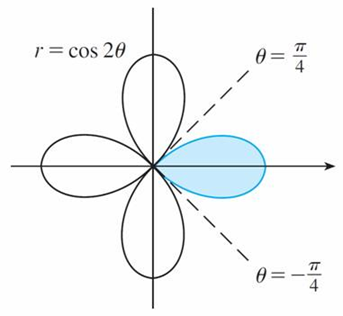 r = cos 2θ
θ = π/4
θ = −π/4